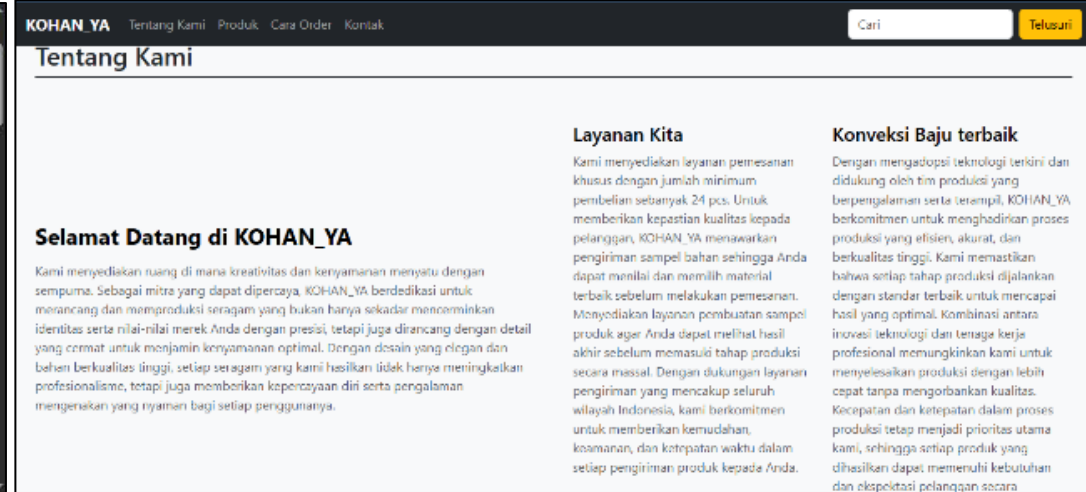 KOHAN_YA Tentang Kami Produk Cara Order Kontak Cari Telusuri
Tentang Kami
Selamat Datang di KOHAN_YA
Kami menyediakan ruang di mana kreativitas dan kenyamanan menyatu dengan
sempurna. Sebagai mitra yang dapat dipercaya, KOHAN_YA berdedikasi untuk
merancang dan memproduksi seragam yang bukan hanya sekadar mencerminkan
identitas serta nilai-nilai merek Anda dengan presisi, tetapi juga dirancang dengan detail
yang cermat untuk menjamin kenyamanan optimal. Dengan desain yang elegan dan
bahan berkualitas tinggi, setiap seragam yang kami hasilkan tidak hanya meningkatkan
profesionalisme, tetapi juga memberikan kepercayaan diri serta pengalaman
mengenakan yang nyaman bagi setiap penggunanya.
Layanan Kita
Kami menyediakan layanan pemesanan
khusus dengan jumlah minimum
pembelian sebanyak 24 pcs. Untuk
memberikan kepastian kualitas kepada
pelanggan, KOHAN_YA menawarkan
pengiriman sampel bahan sehingga Anda
dapat menilai dan memilih material
terbaik sebelum melakukan pemesanan.
Menyediakan layanan pembuatan sampel
produk agar Anda dapat melihat hasil
akhir sebelum memasuki tahap produksi
secara massal. Dengan dukungan layanan
pengiriman yang mencakup seluruh
wilayah Indonesia, kami berkomitmen
untuk memberikan kemudahan,
keamanan, dan ketepatan waktu dalam
setiap pengiriman produk kepada Anda.
Konveksi Baju terbaik
Dengan mengadopsi teknologi terkini dan
didukung oleh tim produksi yang
berpengalaman serta terampil, KOHAN_YA
berkomitmen untuk menghadirkan proses
produksi yang efisien, akurat, dan
berkualitas tinggi. Kami memastikan
bahwa setiap tahap produksi dijalankan
dengan standar terbaik untuk mencapai
hasil yang optimal. Kombinasi antara
inovasi teknologi dan tenaga kerja
profesional memungkinkan kami untuk
menyelesaikan produksi dengan lebih
cepat tanpa mengorbankan kualitas.
Kecepatan dan ketepatan dalam proses
produksi tetap menjadi prioritas utama
kami, sehingga setiap produk yang
dihasilkan dapat memenuhi kebutuhan
dan ekspektasi pelanggan secara